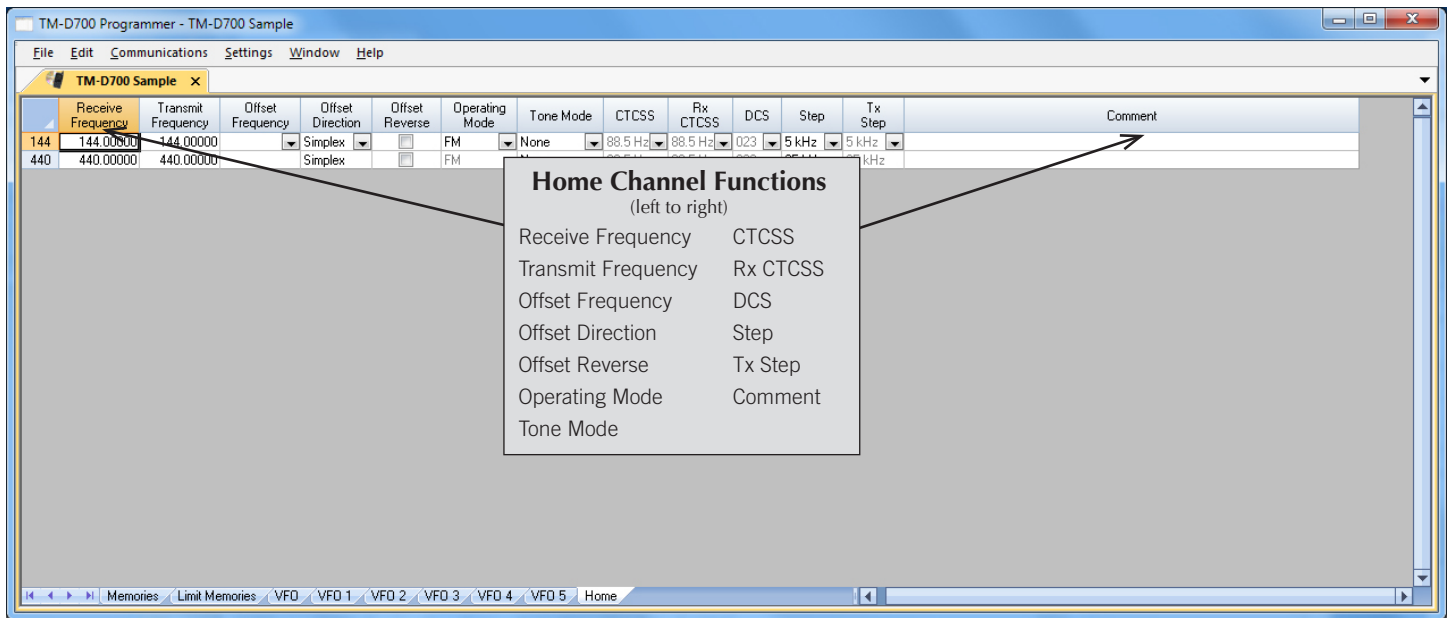 TM-D700 Programmer - TM-D700 Sample
File Edit Communications Settings Window Help
TM-D700 Sample X
Receive Frequency Transmit Frequency Offset Frequency Offset Direction Offset Reverse Operating Mode Tone Mode CTCSS Rx CTCSS DCS Step Tx Step Comment
144 144.00000 144.00000 Simplex FM None 88.5 Hz 88.5 Hz 023 5 kHz 5 kHz
440 440.00000 440.00000 Simplex FM kHz
Home Channel Functions
(left to right)
Receive Frequency CTCSS
Transmit Frequency Rx CTCSS
Offset Frequency DCS
Offset Direction Step
Offset Reverse Tx Step
Operating Mode Comment
Tone Mode
Memories Limit Memories VFO VFO 1 VFO 2 VFO 3 VFO 4 VFO 5 Home